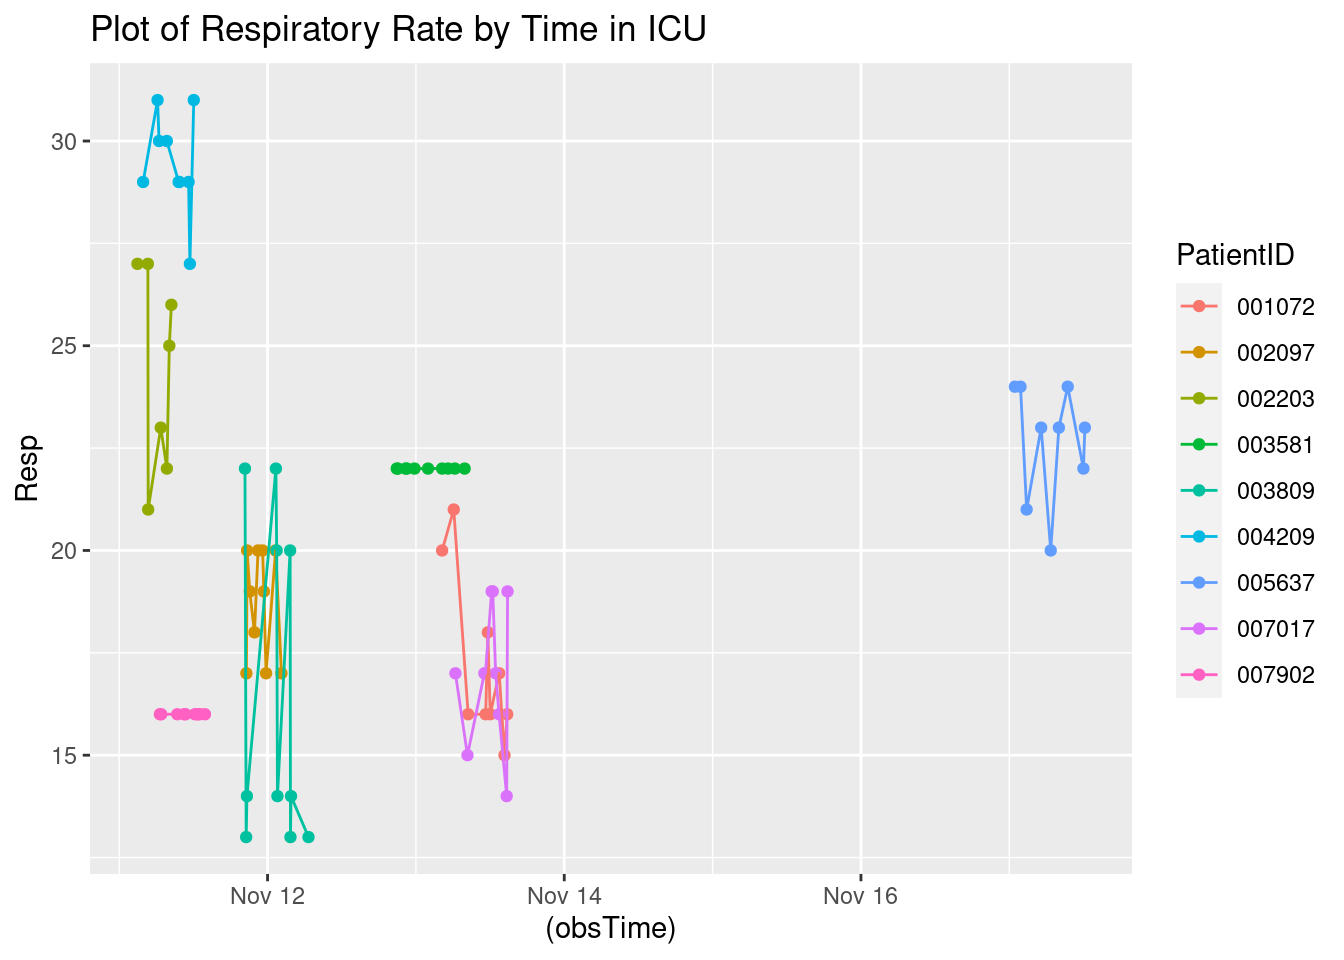 Plot of Respiratory Rate by Time in ICU
30
25
20
15
Resp
Nov 12
Nov 14
Nov 16
(obsTime)
PatientID
001072
002097
002203
003581
003809
004209
005637
007017
007902